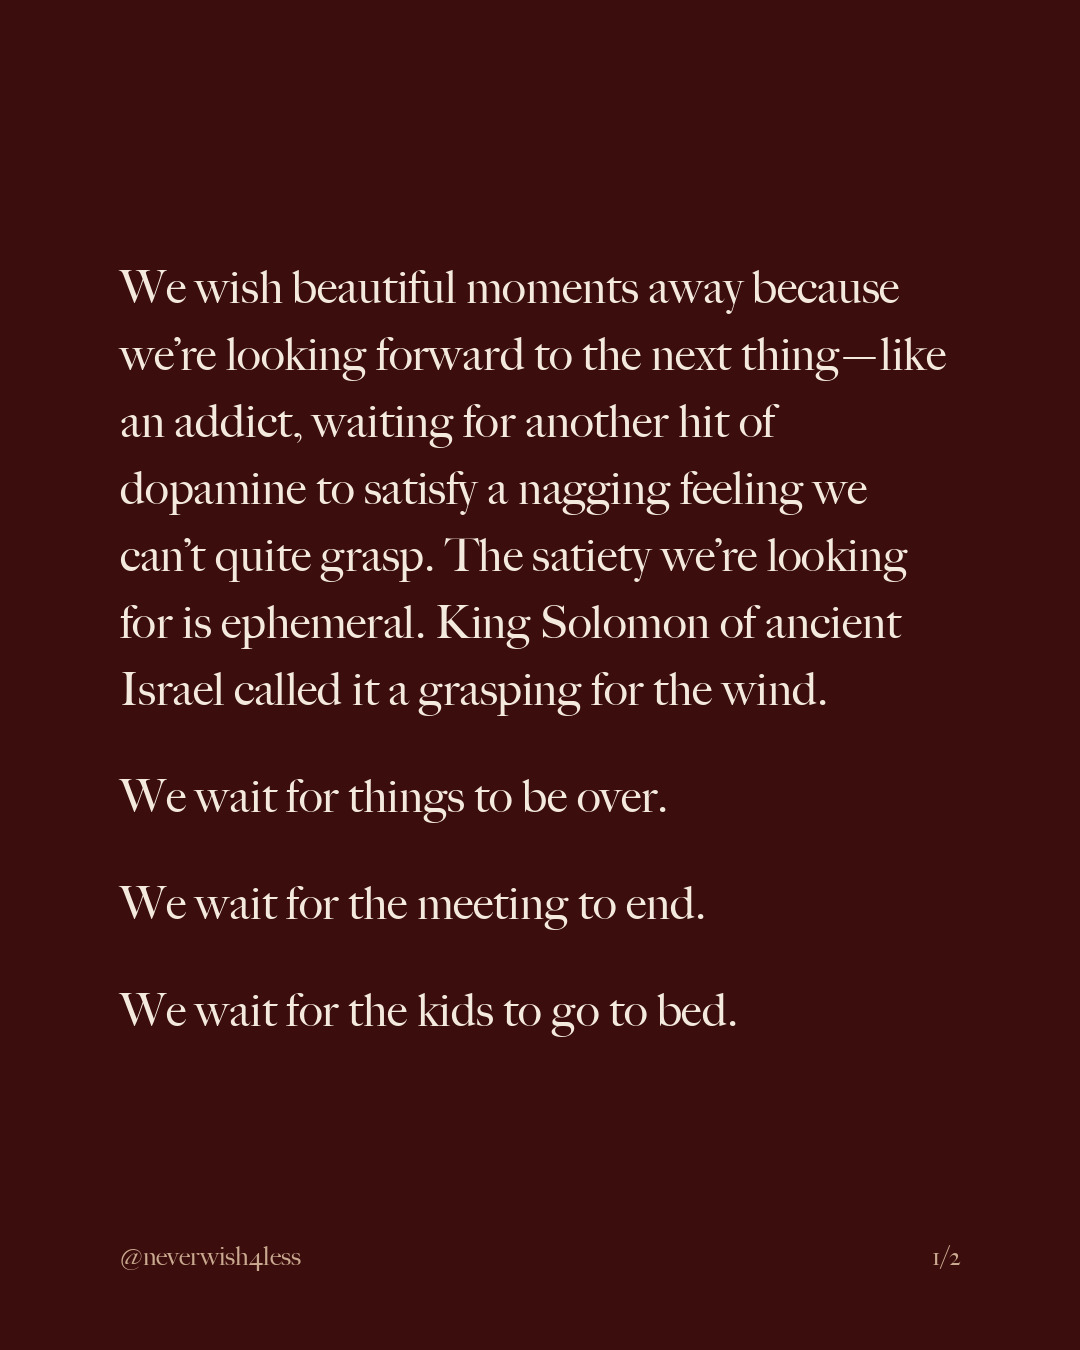 We wish beautiful moments away because
we’re looking forward to the next thing—like
an addict, waiting for another hit of
dopamine to satisfy a nagging feeling we
can’t quite grasp. The satiety we’re looking
for is ephemeral. King Solomon of ancient
Israel called it a grasping for the wind.
We wait for things to be over.
We wait for the meeting to end.
We wait for the kids to go to bed.
@neverwish4less
1/2